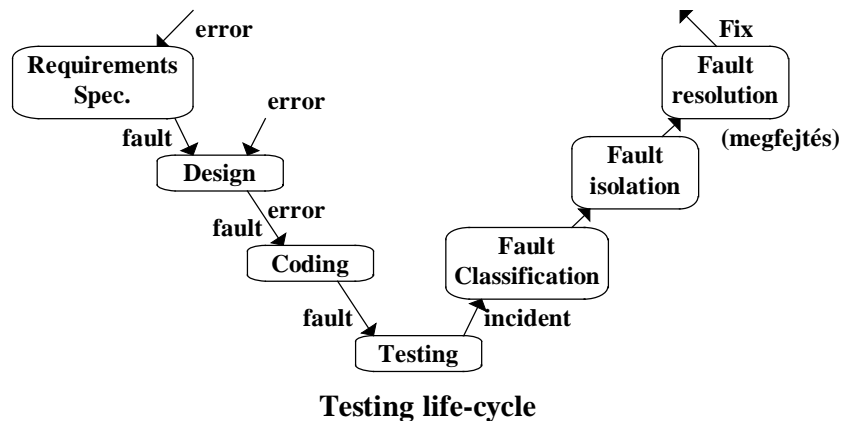 error
Fix
Requirements
Spec.
Fault
resolution
error
fault
(megfejtés)
Design
Fault
isolation
error
fault
Coding
Fault
Classification
fault
incident
Testing
Testing life-cycle